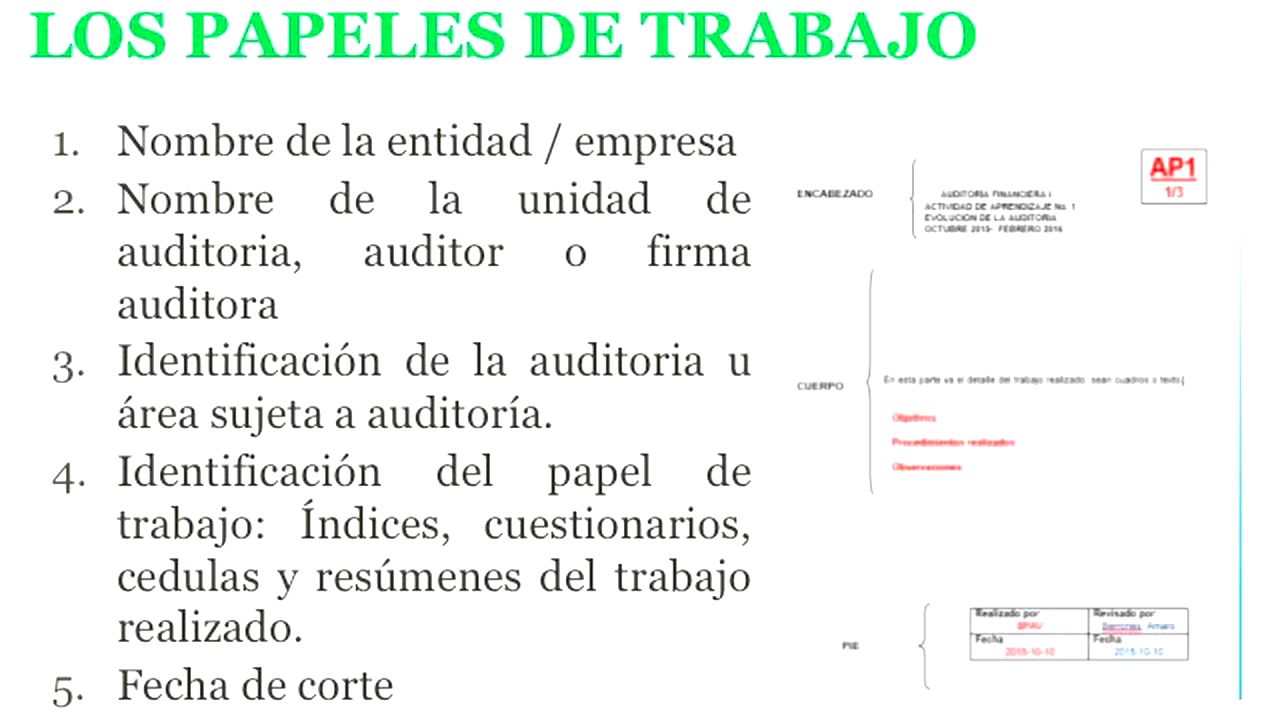 LOS PAPELES DE TRABAJO
1. Nombre de la entidad / empresa
2. Nombre de la unidad de
auditoria, auditor o firma
auditora
3. Identificación de la auditoria u
área sujeta a auditoría.
4. Identificación del papel de
trabajo: Índices, cuestionarios,
cedulas y resúmenes del trabajo
realizado.
5. Fecha de corte
AP1
1/3
ENCABEZADO
AUDITORIA FINANCIERA I
ACTIVIDAD DE APRENDIZAJE No. 1
EVOLUCIÓN DE LA AUDITORIA
OCTUBRE 2015- FEBRERO 2016
CUERPO
En esta parte va el detalle del trabajo realizado sean cuadros o texto
Objetivos
Procedimientos realizados
Observaciones
PIE
Realizado por
Revisado por
Amaro
Fecha
Fecha
2015-10-10
2015-10-10